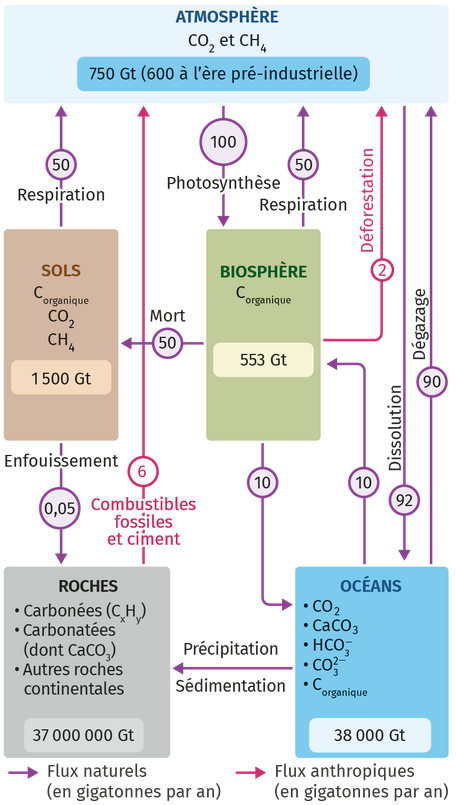 ATMOSPHÈRE
CO₂ et CH₄
750 Gt (600 à l'ère pré-industrielle)
50
Respiration
100
Photosynthèse
50
Respiration
Déforestation
2
Dégazage
90
Dissolution
92
SOLS
C organique
CO₂
CH₄
1 500 Gt
Mort
50
BIOSPHÈRE
C organique
553 Gt
Enfouissement
0,05
6
Combustibles
fossiles
et ciment
10
10
ROCHES
• Carbonées (CₓHᵧ)
• Carbonatées
(dont CaCO₃)
• Autres roches
continentales
37 000 000 Gt
Précipitation
Sédimentation
OCÉANS
• CO₂
• CaCO₃
• HCO₃⁻
• CO₃²⁻
• C organique
38 000 Gt
Flux naturels
(en gigatonnes par an)
Flux anthropiques
(en gigatonnes par an)